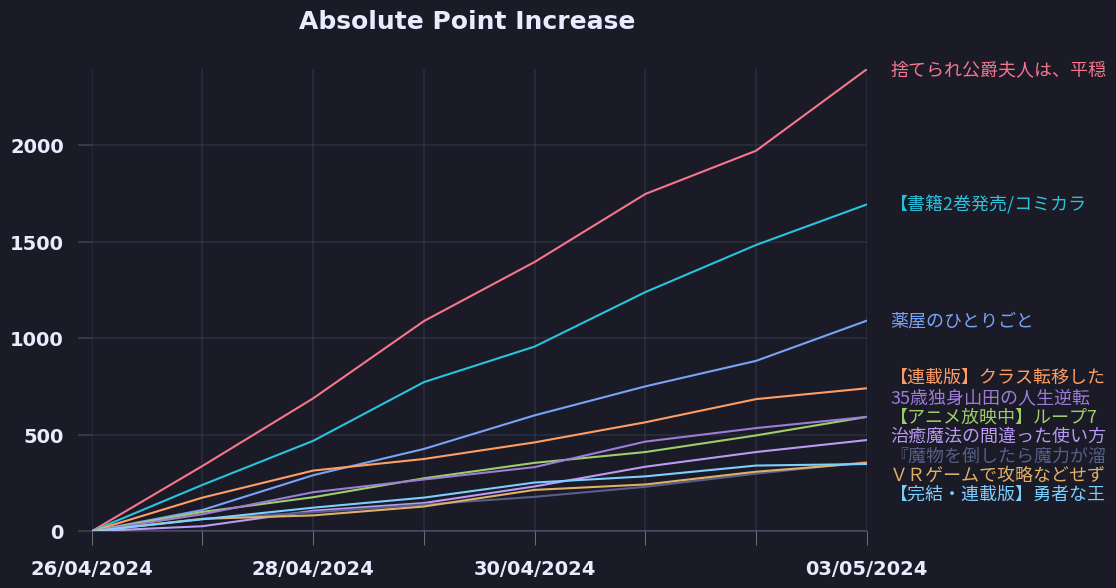 Absolute Point Increase
捨てられ公爵夫人は、平穏
2000
【書籍2巻発売/コミカラ
1500
薬屋のひとりごと
1000
【連載版】クラス転移した
35歳独身山田の人生逆転
【アニメ放映中】ループ7
500
治癒魔法の間違った使い方
『魔物を倒したら魔力が溜
ＶＲゲームで攻略などせず
【完結・連載版】勇者な王
0
26/04/2024 28/04/2024 30/04/2024 03/05/2024